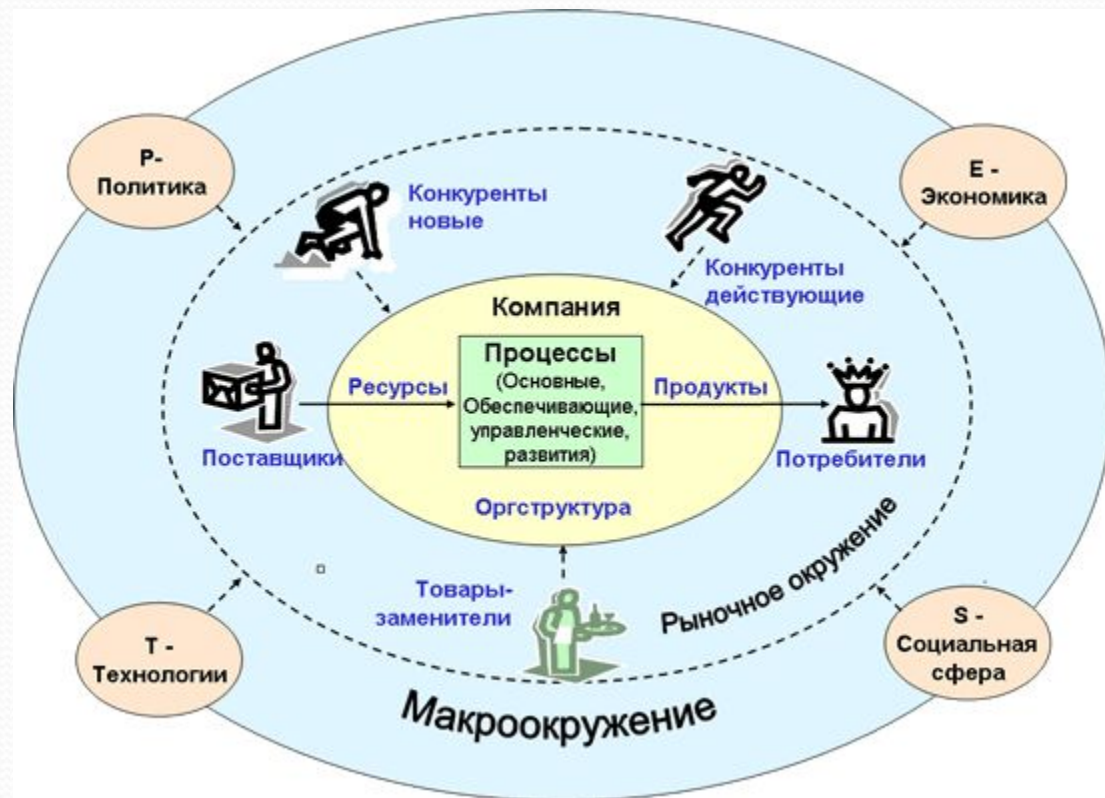 P-
Политика
E -
Экономика
Конкуренты
новые
Конкуренты
действующие
Компания
Процессы
(Основные,
Обеспечивающие,
управленческие,
развития)
Ресурсы
Продукты
Поставщики
Потребители
Оргструктура
Товары-
заменители
Рыночное окружение
T -
Технологии
S -
Социальная
сфера
Макроокружение